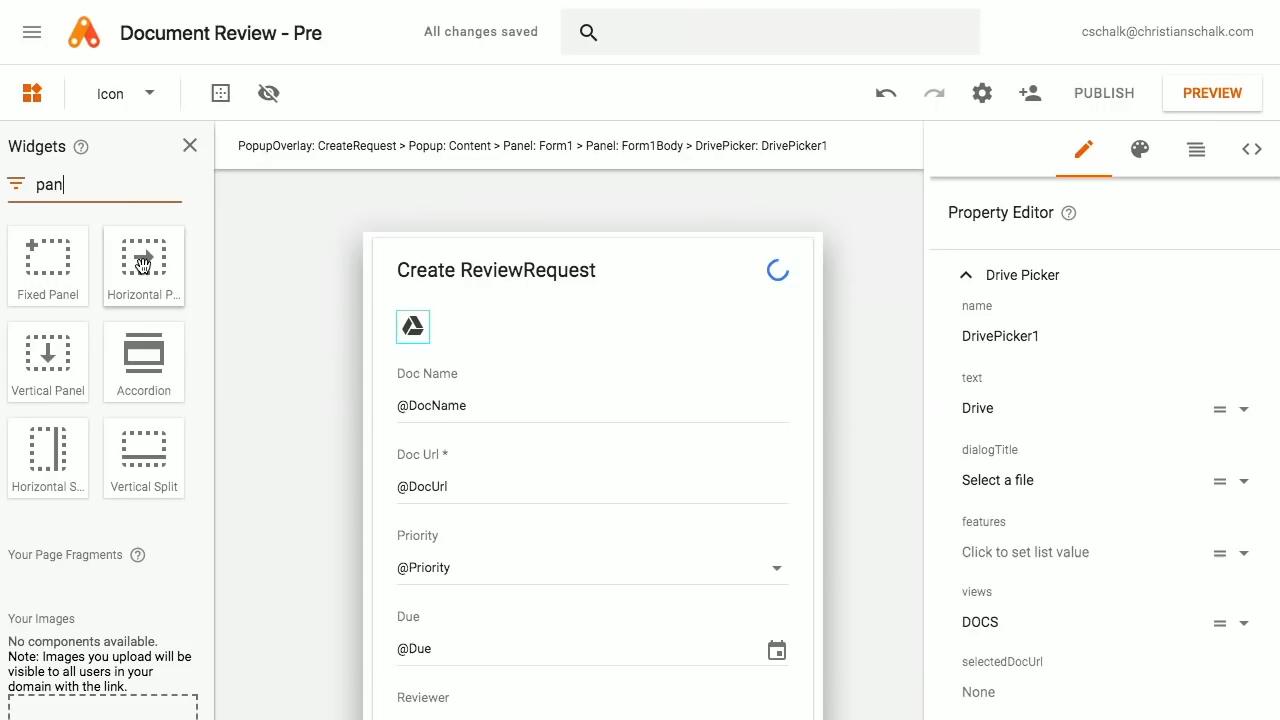 Document Review - Pre
All changes saved
cschalk@christianschalk.com
Icon
PUBLISH
PREVIEW
Widgets
PopupOverlay: CreateRequest > Popup: Content > Panel: Form1 > Panel: Form1Body > DrivePicker: DrivePicker1
pan
Fixed Panel
Horizontal P...
Vertical Panel
Accordion
Horizontal S...
Vertical Split
Your Page Fragments
Your Images
No components available.
Note: Images you upload will be
visible to all users in your
domain with the link.
Create ReviewRequest
Doc Name
@DocName
Doc Url *
@DocUrl
Priority
@Priority
Due
@Due
Reviewer
Property Editor
Drive Picker
name
DrivePicker1
text
Drive
dialogTitle
Select a file
features
Click to set list value
views
DOCS
selectedDocUrl
None